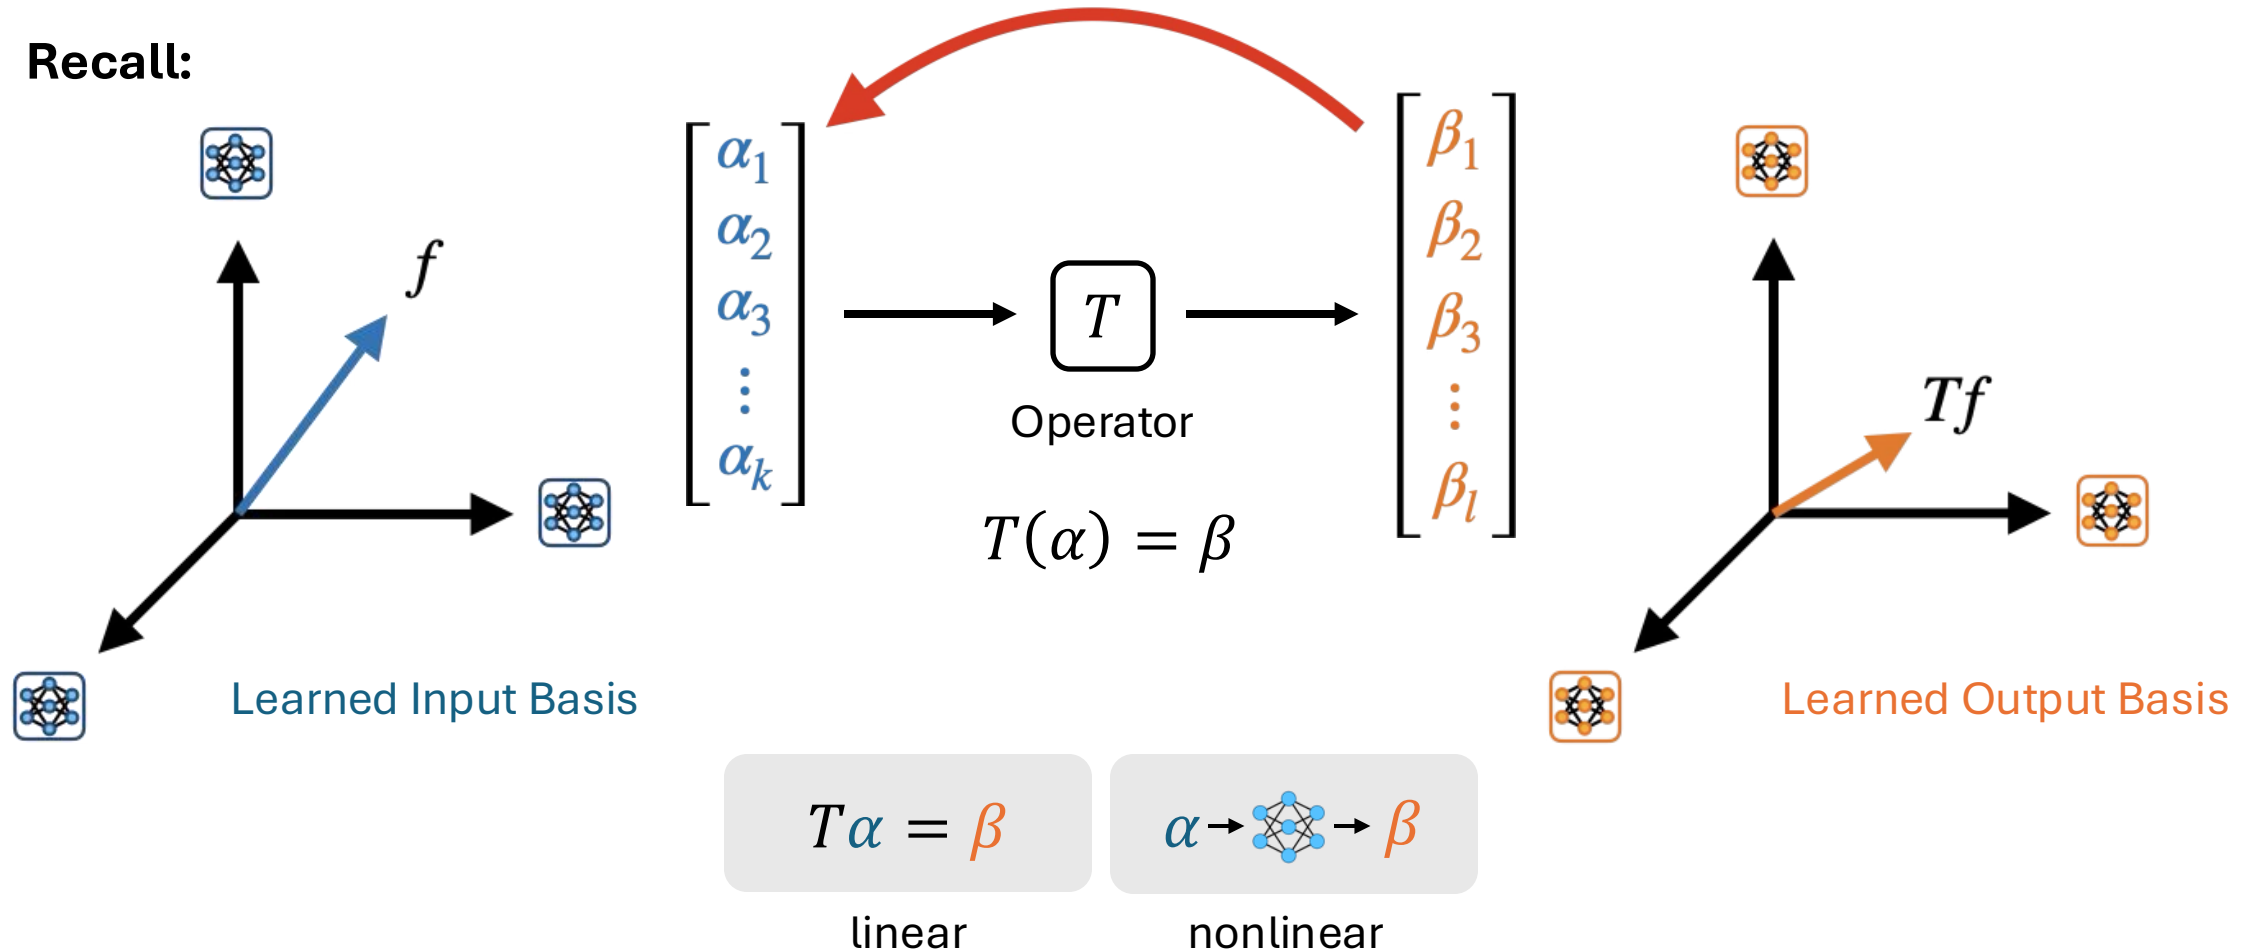 Recall:
f
α₁
α₂
α₃
⋮
αₖ
T
Operator
T(α) = β
β₁
β₂
β₃
⋮
βₗ
Tf
Learned Input Basis
Learned Output Basis
Tα = β
α → → β
linear
nonlinear